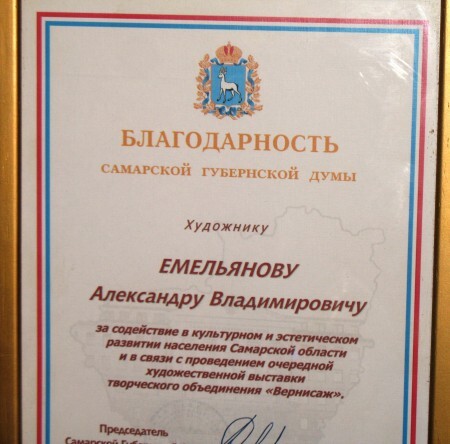 БЛАГОДАРНОСТЬ
САМАРСКОЙ ГУБЕРНСКОЙ ДУМЫ
Художнику
ЕМЕЛЬЯНОВУ
Александру Владимировичу
за содействие в культурном и эстетическом
развитии населения Самарской области
и в связи с проведением очередной
художественной выставки
творческого объединения «Вернисаж».
Председатель
Самарской